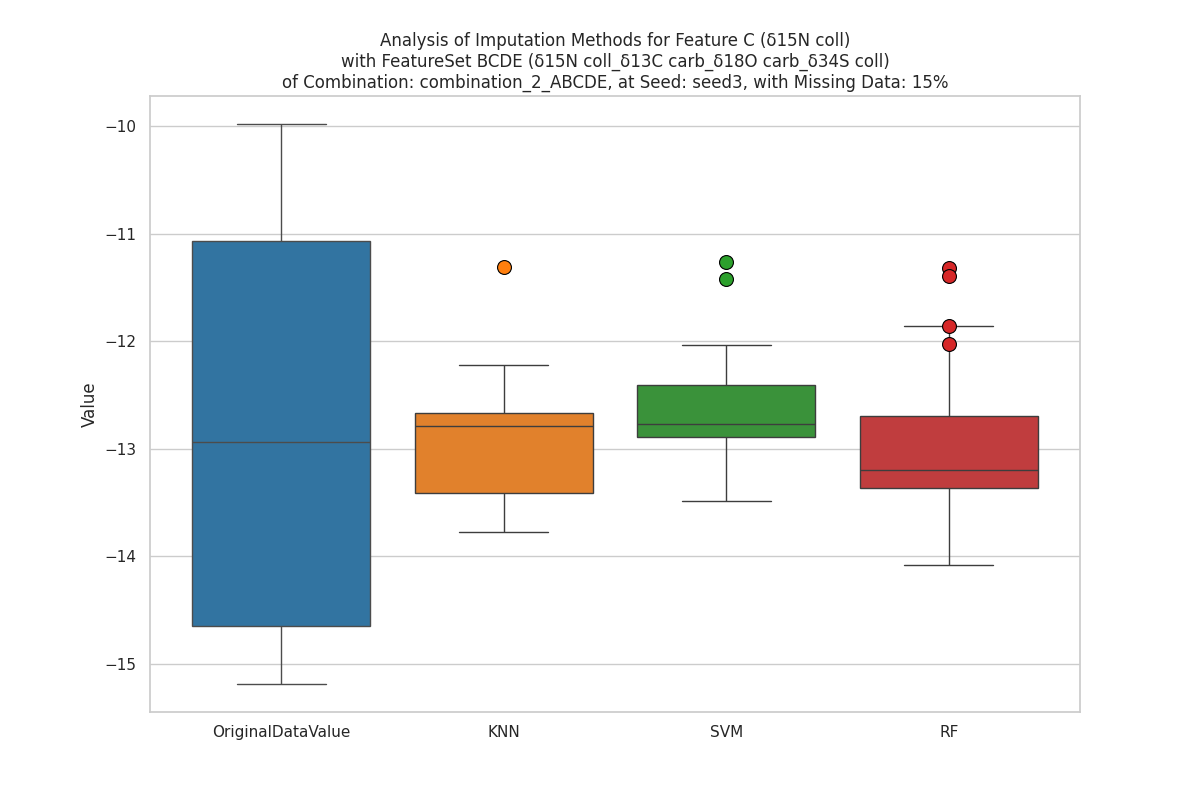 Analysis of Imputation Methods for Feature C (δ15N coll)
with FeatureSet BCDE (δ15N coll_δ13C carb_δ18O carb_δ34S coll)
of Combination: combination_2_ABCDE, at Seed: seed3, with Missing Data: 15%
−10
−11
−12
−13
−14
−15
Value
OriginalDataValue
KNN
SVM
RF